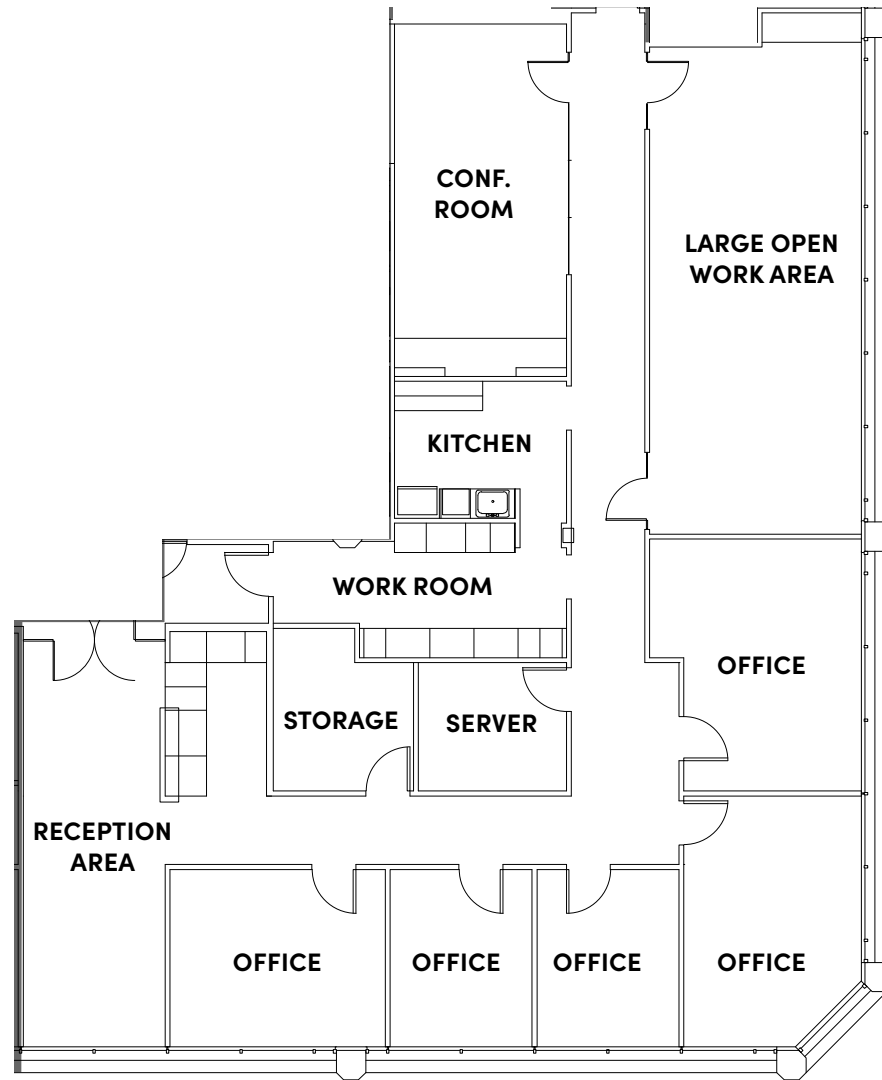 CONF.
ROOM
LARGE OPEN
WORK AREA
KITCHEN
WORK ROOM
OFFICE
STORAGE
SERVER
RECEPTION
AREA
OFFICE
OFFICE
OFFICE
OFFICE